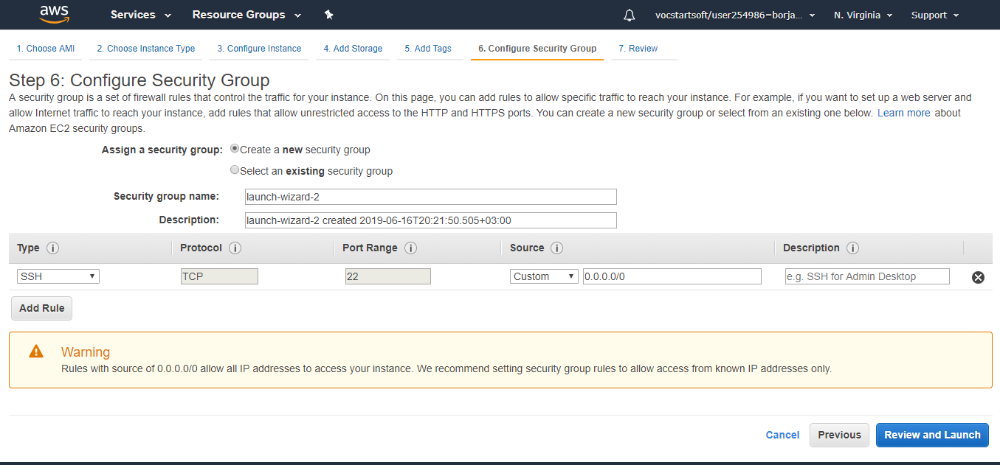 aws Services Resource Groups vocstartsoft/user254986=borja... N. Virginia Support
1. Choose AMI 2. Choose Instance Type 3. Configure Instance 4. Add Storage 5. Add Tags 6. Configure Security Group 7. Review
Step 6: Configure Security Group
A security group is a set of firewall rules that control the traffic for your instance. On this page, you can add rules to allow specific traffic to reach your instance. For example, if you want to set up a web server and
allow Internet traffic to reach your instance, add rules that allow unrestricted access to the HTTP and HTTPS ports. You can create a new security group or select from an existing one below. Learn more about
Amazon EC2 security groups.
Assign a security group: Create a new security group
Select an existing security group
Security group name: launch-wizard-2
Description: launch-wizard-2 created 2019-06-16T20:21:50.505+03:00
Type i Protocol i Port Range i Source i Description i
SSH TCP 22 Custom 0.0.0.0/0 e.g. SSH for Admin Desktop
Add Rule
Warning
Rules with source of 0.0.0.0/0 allow all IP addresses to access your instance. We recommend setting security group rules to allow access from known IP addresses only.
Cancel Previous Review and Launch